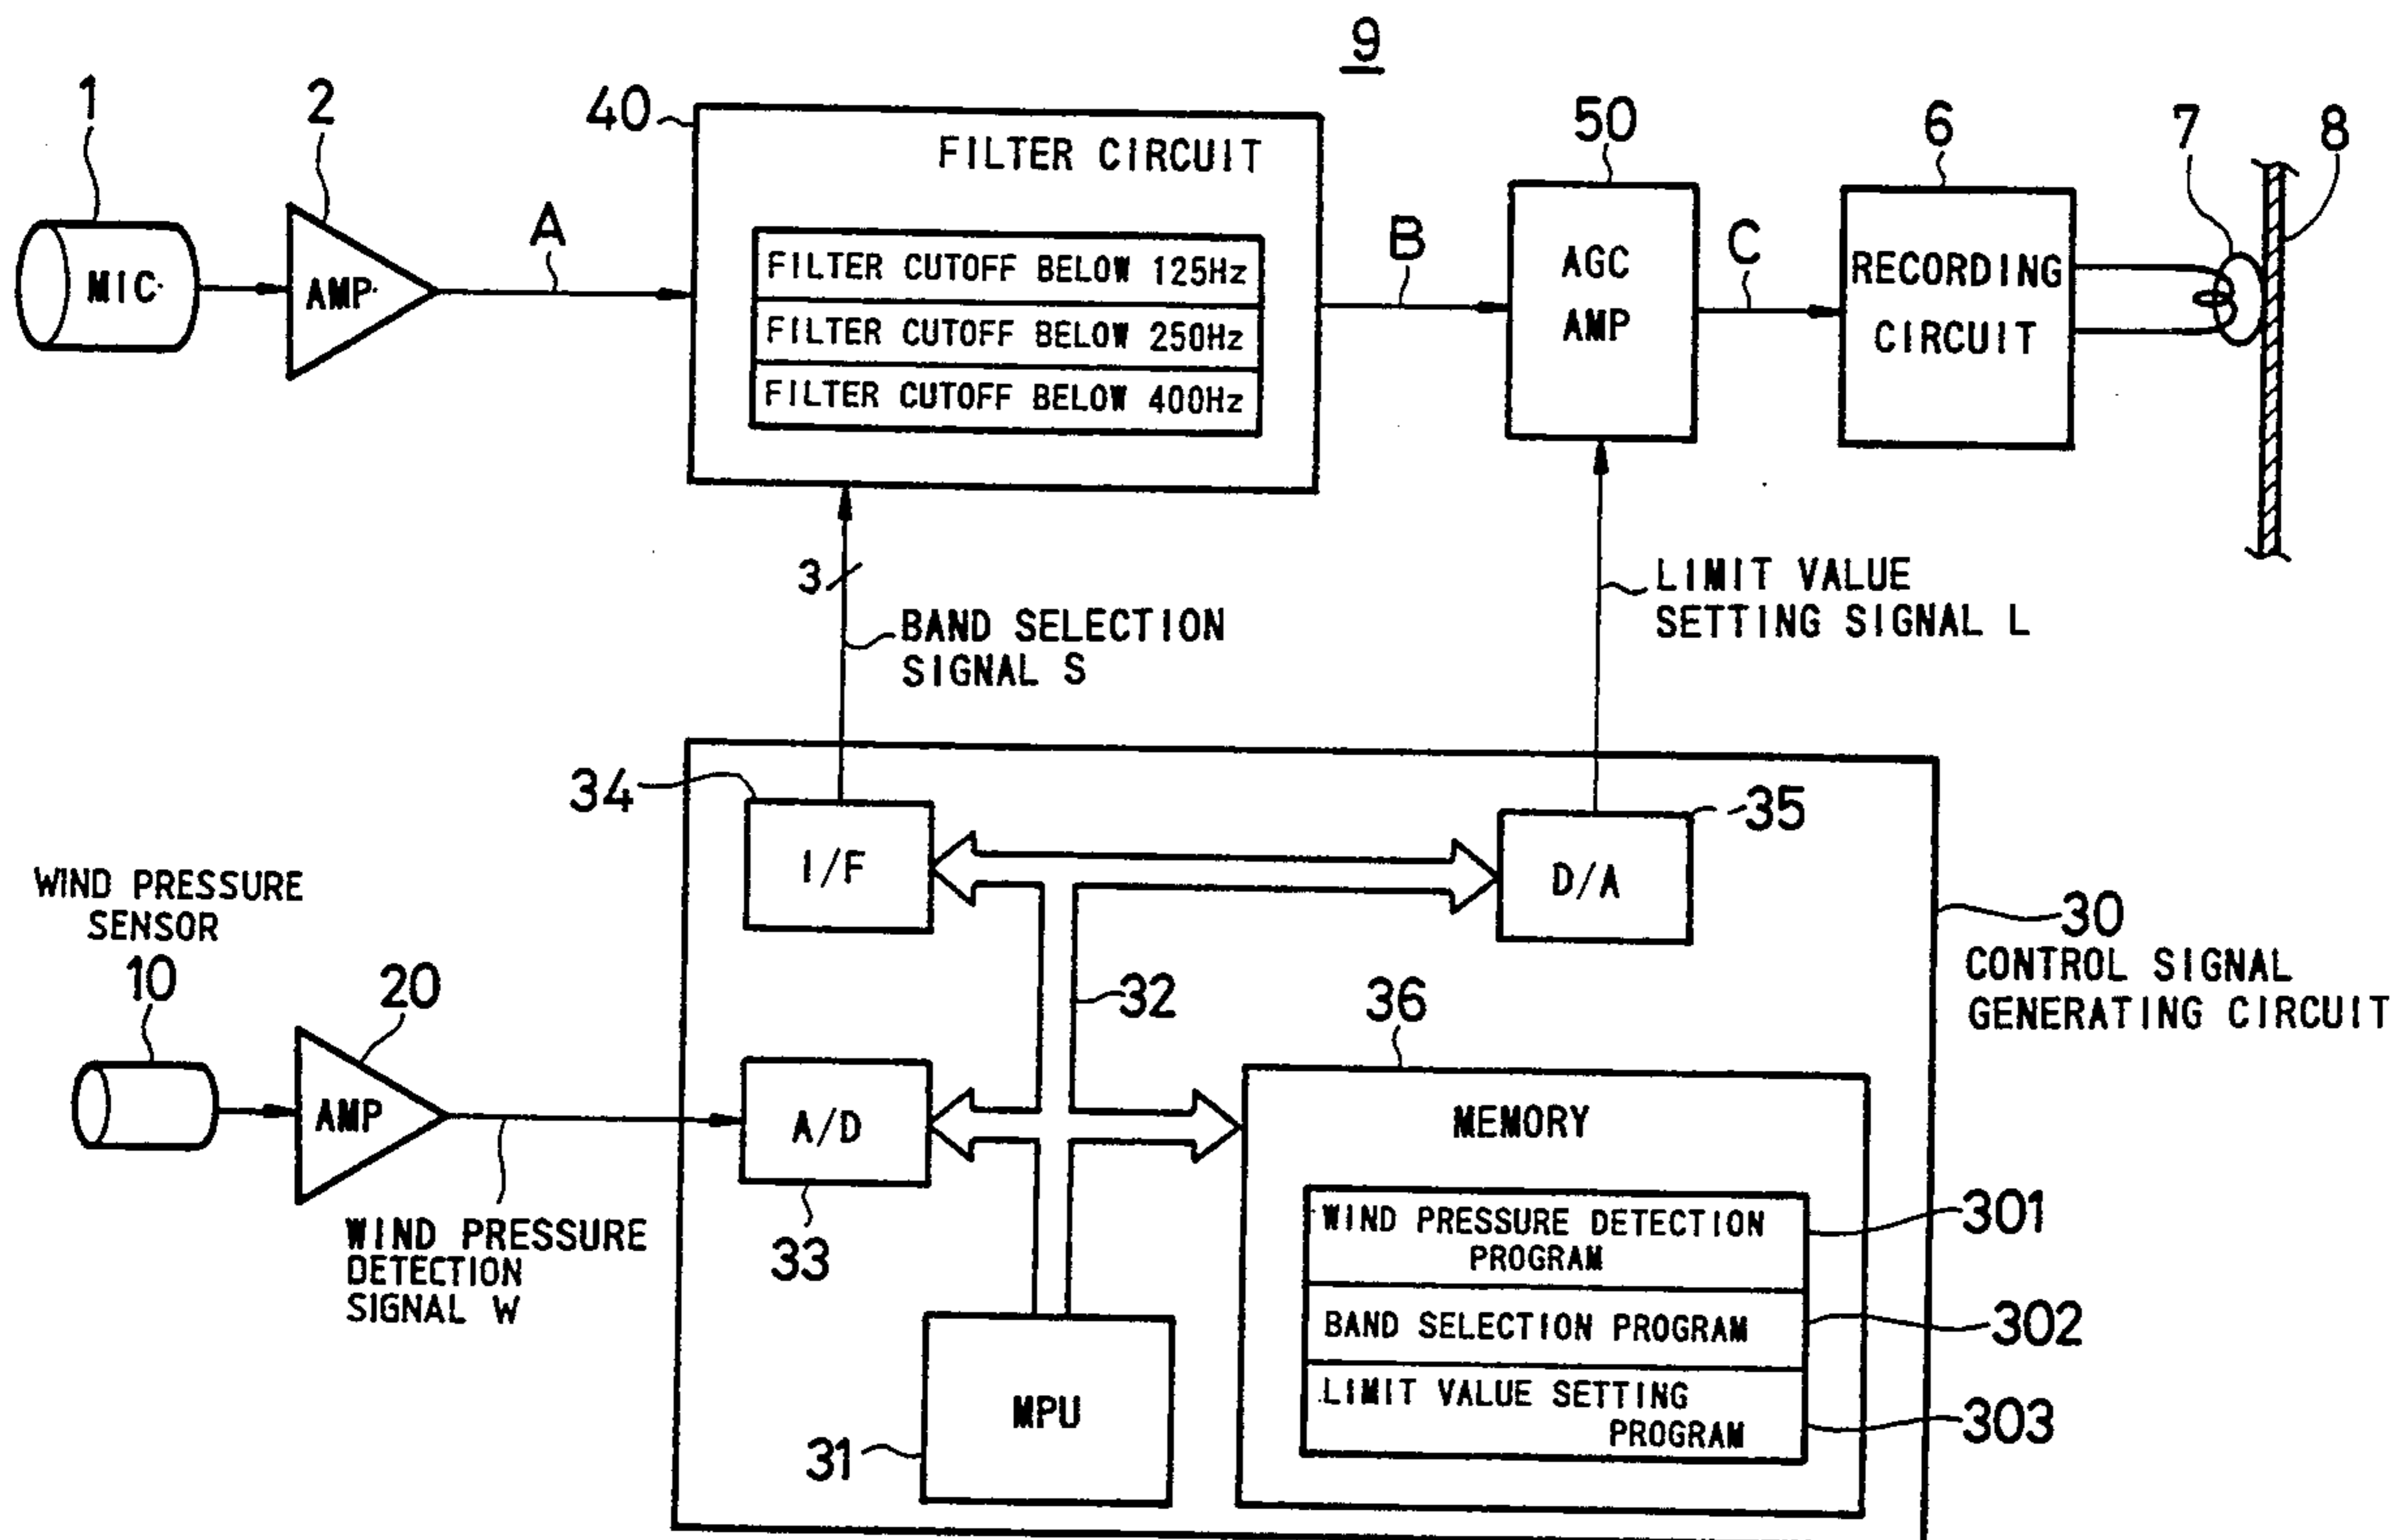 9
1
2
40
50
6
7
8
MIC.
AMP.
A
FILTER CIRCUIT
FILTER CUTOFF BELOW 125Hz
FILTER CUTOFF BELOW 250Hz
FILTER CUTOFF BELOW 400Hz
B
AGC
AMP
C
RECORDING
CIRCUIT
3
BAND SELECTION
SIGNAL S
LIMIT VALUE
SETTING SIGNAL L
34
I/F
35
D/A
30
CONTROL SIGNAL
GENERATING CIRCUIT
WIND PRESSURE
SENSOR
10
20
AMP
WIND PRESSURE
DETECTION
SIGNAL W
A/D
33
32
36
MEMORY
WIND PRESSURE DETECTION
PROGRAM
301
BAND SELECTION PROGRAM
302
LIMIT VALUE SETTING
PROGRAM
303
MPU
31